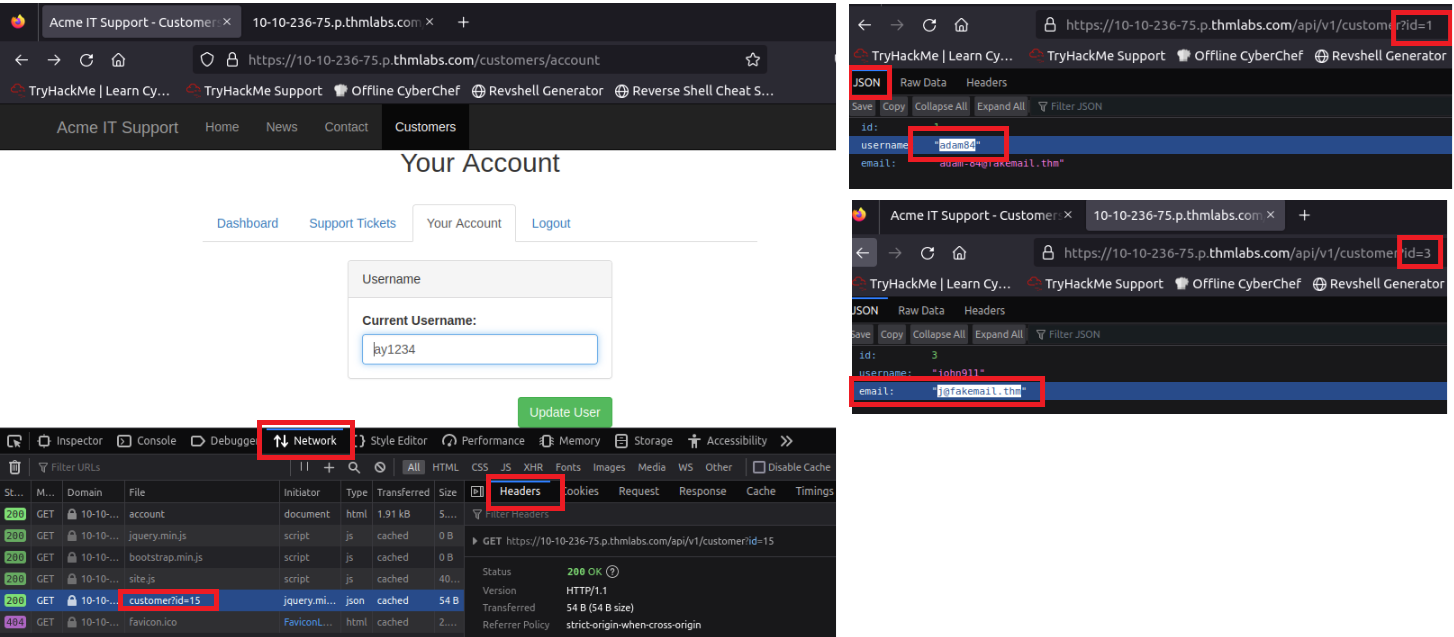 Acme IT Support - Customers ×
10-10-236-75.p.thmlabs.com/ × +
https://10-10-236-75.p.thmlabs.com/customers/account
TryHackMe | Learn Cy... TryHackMe Support Offline CyberChef Revshell Generator Reverse Shell Cheat S...
Acme IT Support Home News Contact Customers
Your Account
Dashboard Support Tickets Your Account Logout
Username
Current Username:
ay1234
Update User
Inspector Console Debugger Network Style Editor Performance Memory Storage Accessibility
Filter URLs All HTML CSS JS XHR Fonts Images Media WS Other Disable Cache
St... M... Domain File Initiator Type Transferred Size
200 GET 10-10-... account document html 1.91 kB 5....
200 GET 10-10-... jquery.min.js script js cached 0 B
200 GET 10-10-... bootstrap.min.js script js cached 0 B
200 GET 10-10-... site.js script js cached 40...
200 GET 10-10-... customer?id=15 jquery.mi... json cached 54 B
404 GET 10-10-... favicon.ico FaviconL... html cached 2....
Headers Cookies Request Response Cache Timings
Filter Headers
GET https://10-10-236-75.p.thmlabs.com/api/v1/customer?id=15
Status 200 OK
Version HTTP/1.1
Transferred 54 B (54 B size)
Referrer Policy strict-origin-when-cross-origin
https://10-10-236-75.p.thmlabs.com/api/v1/customer?id=1
TryHackMe | Learn Cy... TryHackMe Support Offline CyberChef Revshell Generator
JSON Raw Data Headers
Save Copy Collapse All Expand All Filter JSON
id: 1
username "adam84"
email: "adam-84@fakemail.thm"
Acme IT Support - Customers ×
10-10-236-75.p.thmlabs.com/ × +
https://10-10-236-75.p.thmlabs.com/api/v1/customer?id=3
TryHackMe | Learn Cy... TryHackMe Support Offline CyberChef Revshell Generator
JSON Raw Data Headers
Save Copy Collapse All Expand All Filter JSON
id: 3
username: "john911"
email: "j@fakemail.thm"